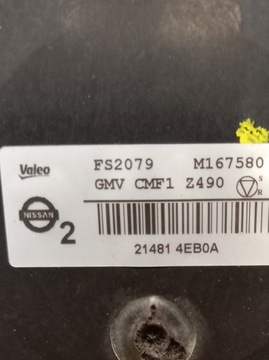 Valeo
FS2079 M167580
GMV CMF1 Z490
S
R
NISSAN
2
21481 4EB0A